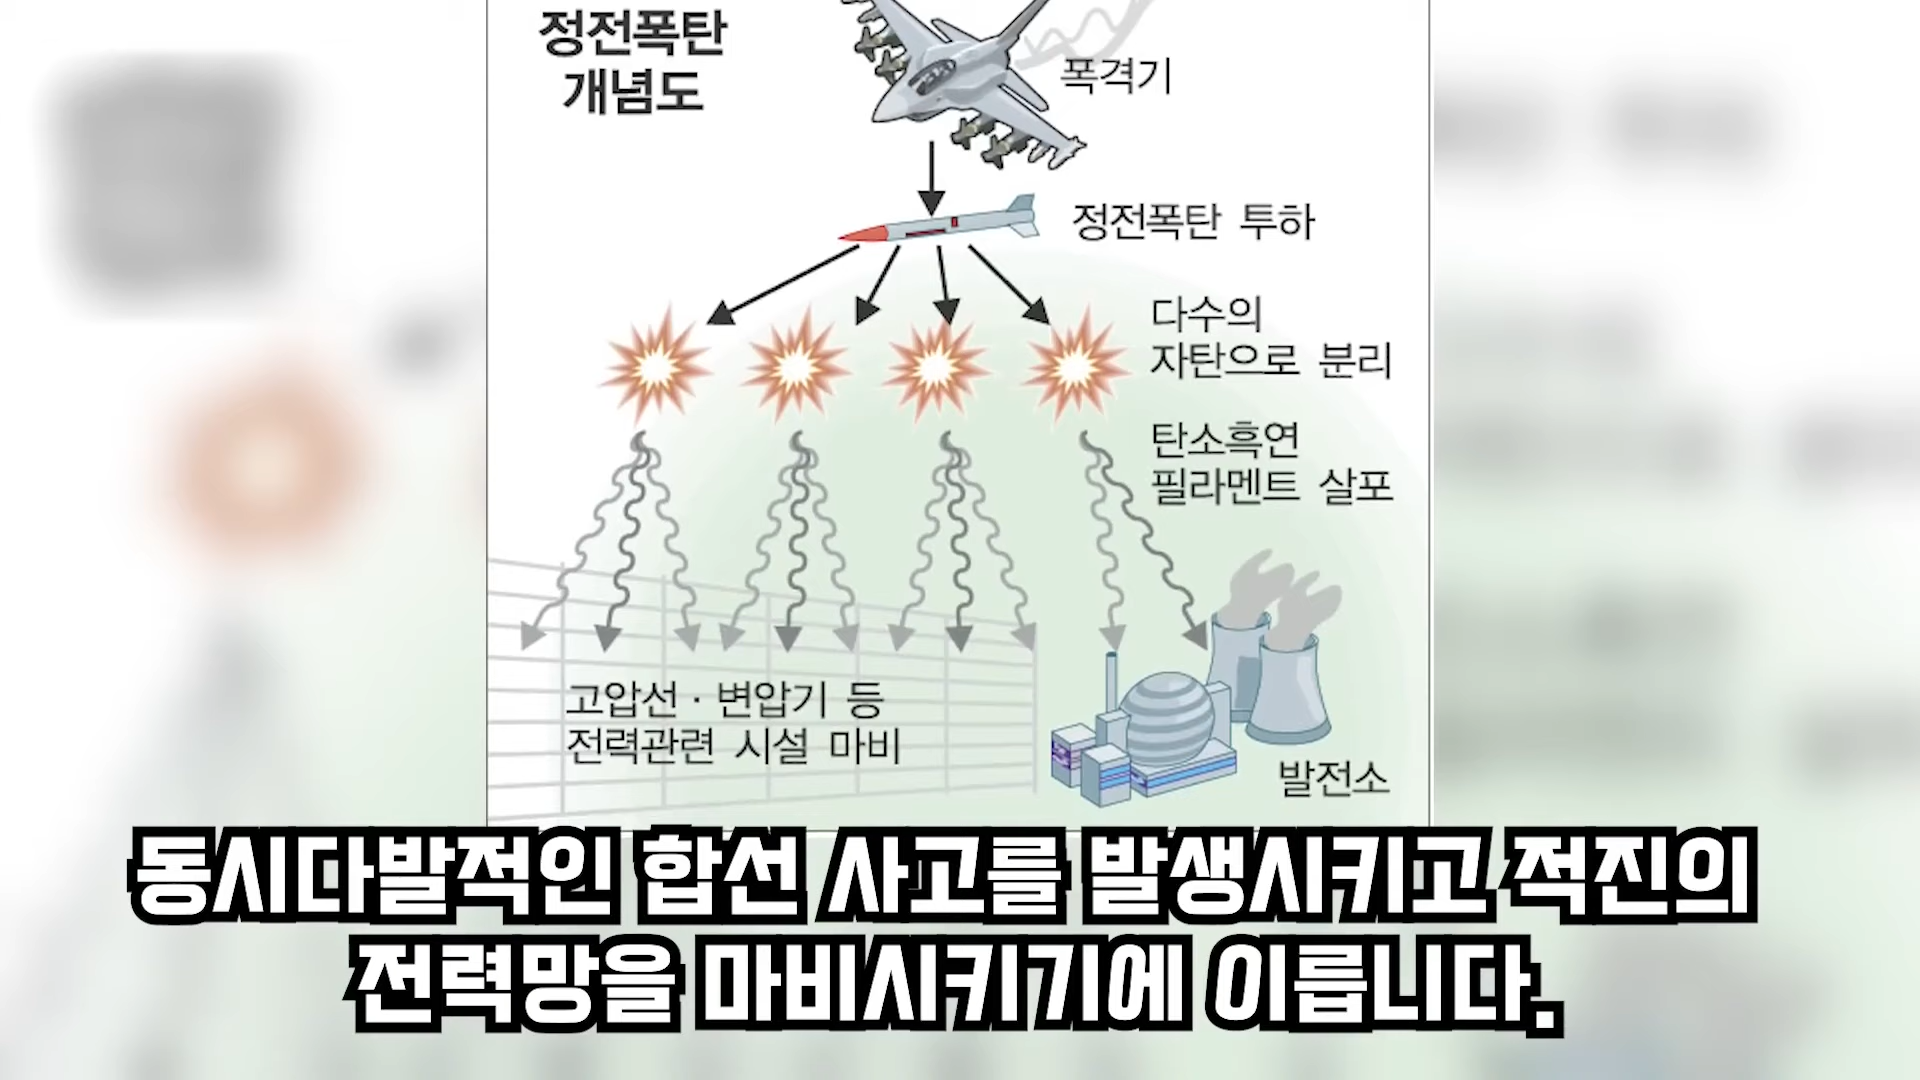 정전폭탄
개념도
폭격기
정전폭탄 투하
다수의
자탄으로 분리
탄소흑연
필라멘트 살포
고압선·변압기 등
전력관련 시설 마비
발전소
동시다발적인 합선 사고를 발생시키고 적진의
전력망을 마비시키기에 이릅니다.